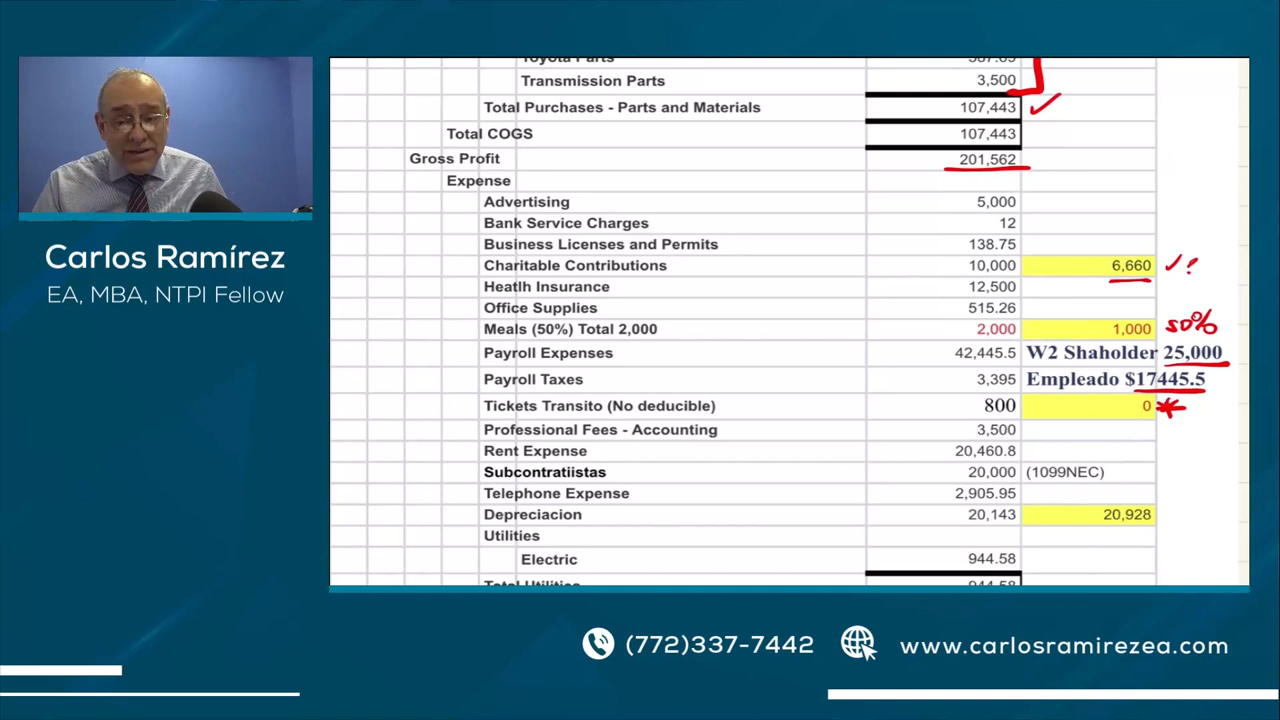 Transmission Parts 3,500
Total Purchases - Parts and Materials 107,443
Total COGS 107,443
Gross Profit 201,562
Expense
Advertising 5,000
Bank Service Charges 12
Business Licenses and Permits 138.75
Charitable Contributions 10,000 6,660 ✓?
Heatlh Insurance 12,500
Office Supplies 515.26
Meals (50%) Total 2,000 2,000 1,000 50%
Payroll Expenses 42,445.5 W2 Shaholder 25,000
Payroll Taxes 3,395 Empleado $17445.5
Tickets Transito (No deducible) 800 0
Professional Fees - Accounting 3,500
Rent Expense 20,460.8
Subcontratiistas 20,000 (1099NEC)
Telephone Expense 2,905.95
Depreciacion 20,143 20,928
Utilities
Electric 944.58
Total Utilities 944.58
Carlos Ramírez
EA, MBA, NTPI Fellow
(772)337-7442
www.carlosramirezea.com